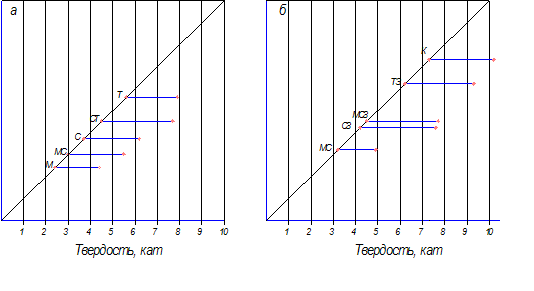 а
Т
СТ
С
МС
М
1 2 3 4 5 6 7 8 9 10
Твердость, кат
б
К
ТЗ
МСЗ
СЗ
МС
1 2 3 4 5 6 7 8 9 10
Твердость, кат